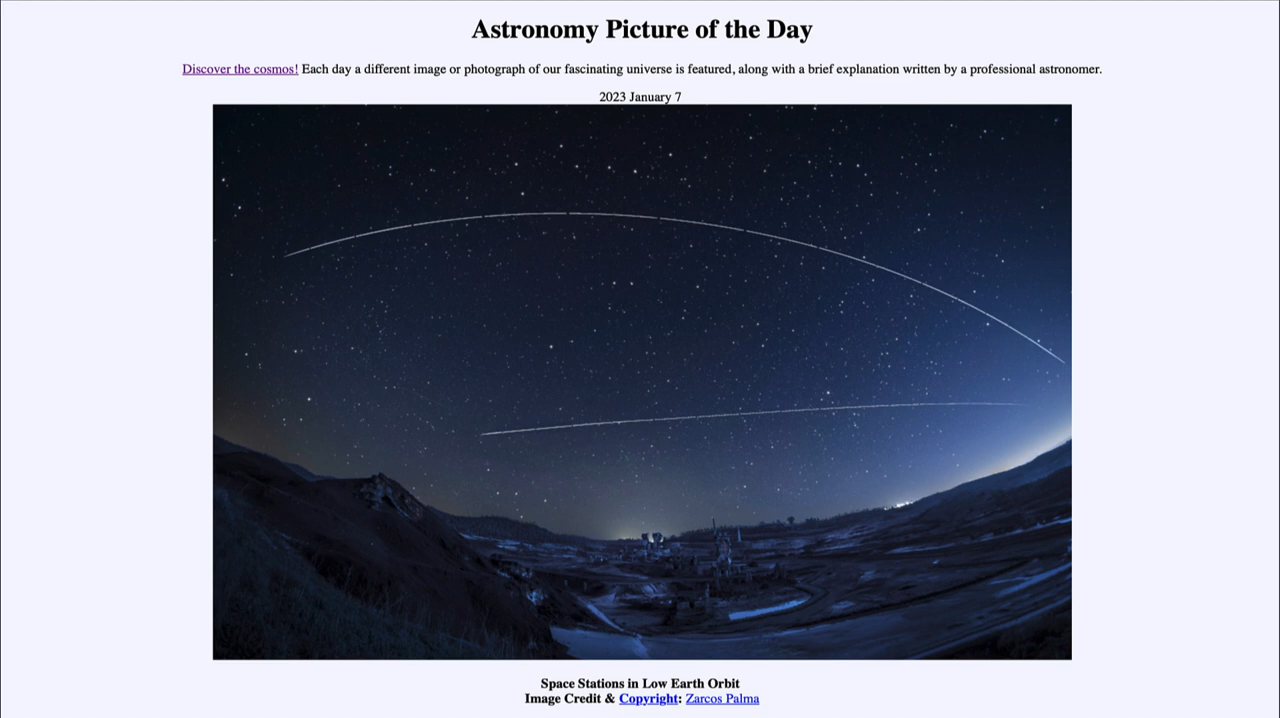 Astronomy Picture of the Day
Discover the cosmos! Each day a different image or photograph of our fascinating universe is featured, along with a brief explanation written by a professional astronomer.
2023 January 7
Space Stations in Low Earth Orbit
Image Credit & Copyright: Zarcos Palma